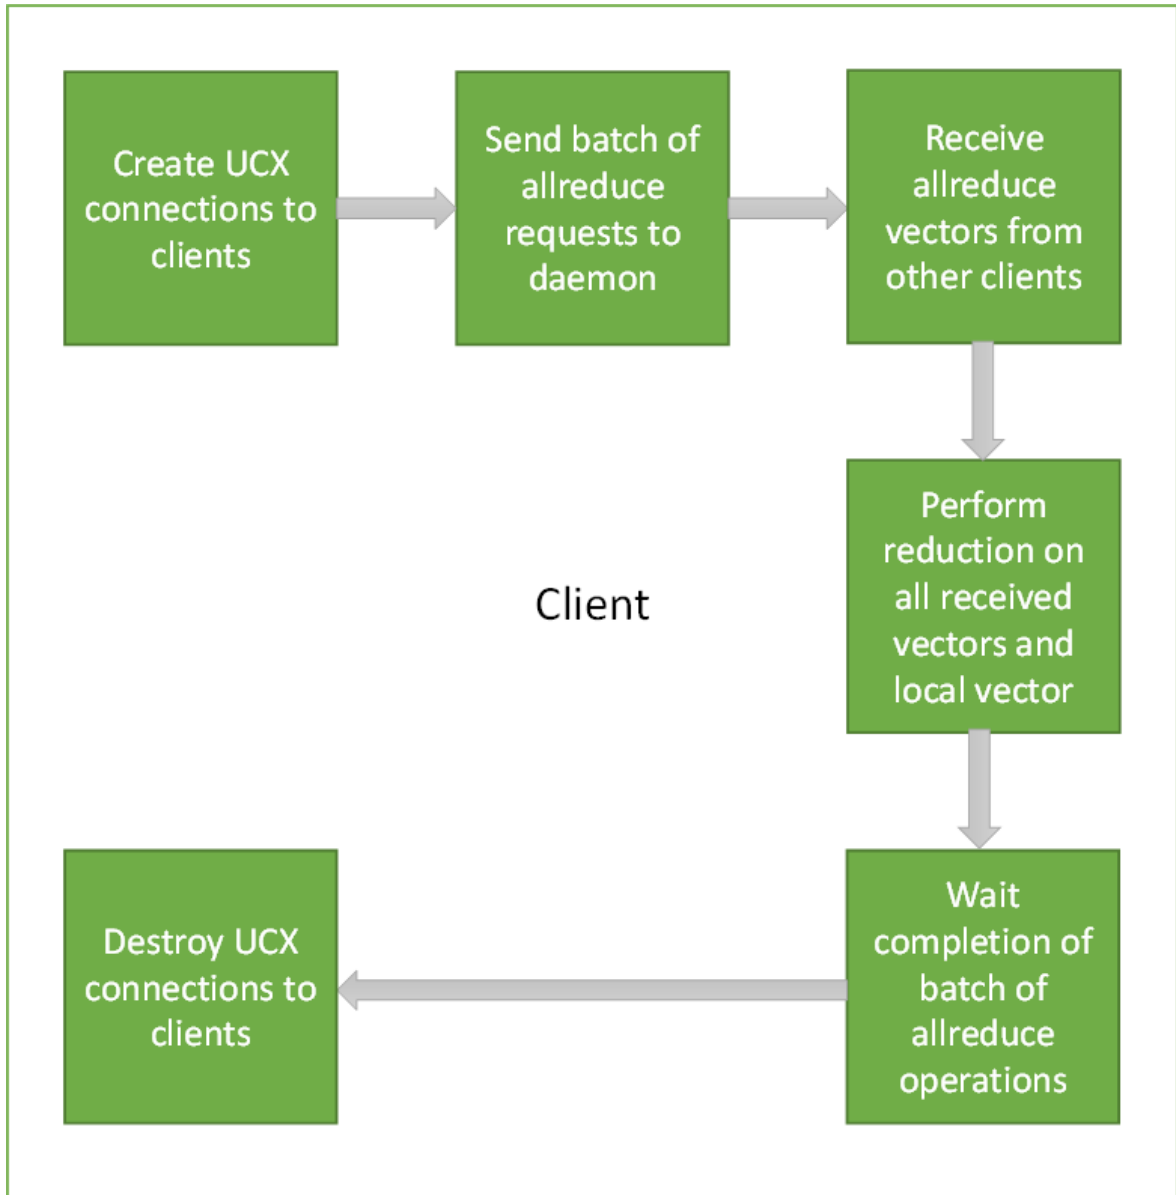 Create UCX
connections to
clients
Send batch of
allreduce
requests to
daemon
Receive
allreduce
vectors from
other clients
Perform
reduction on
all received
vectors and
local vector
Client
Wait
completion of
batch of
allreduce
operations
Destroy UCX
connections to
clients